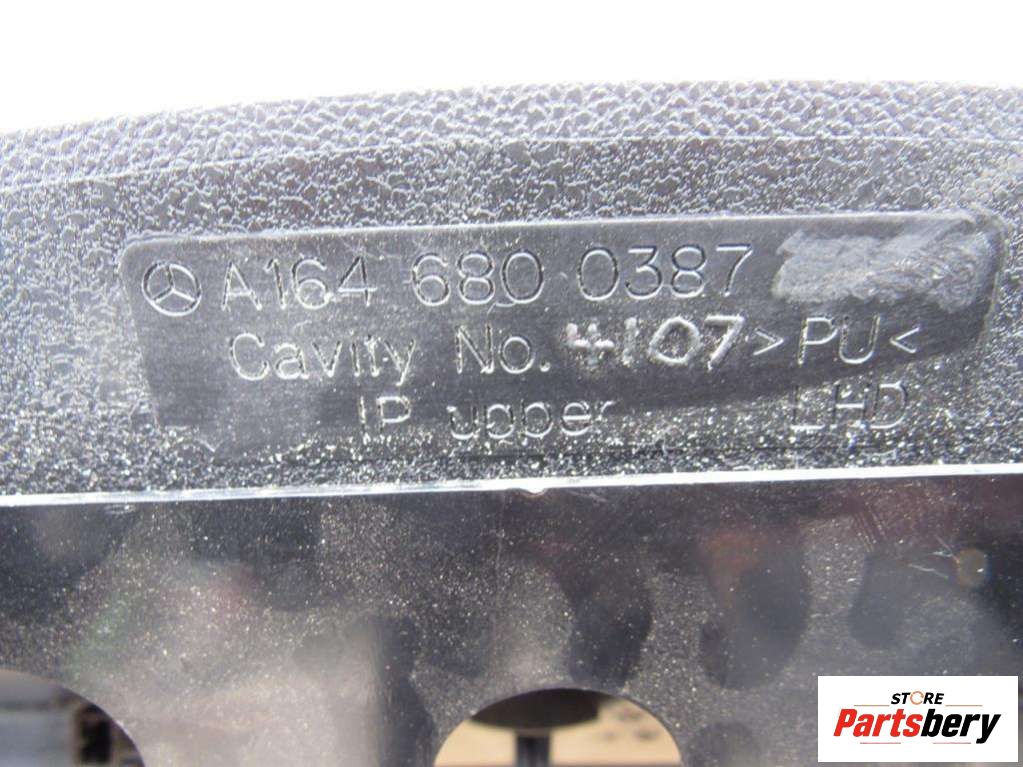 A164 680 0387
Cavity No. 4107 >PU<
IP upper LHD
STORE
Partsbery